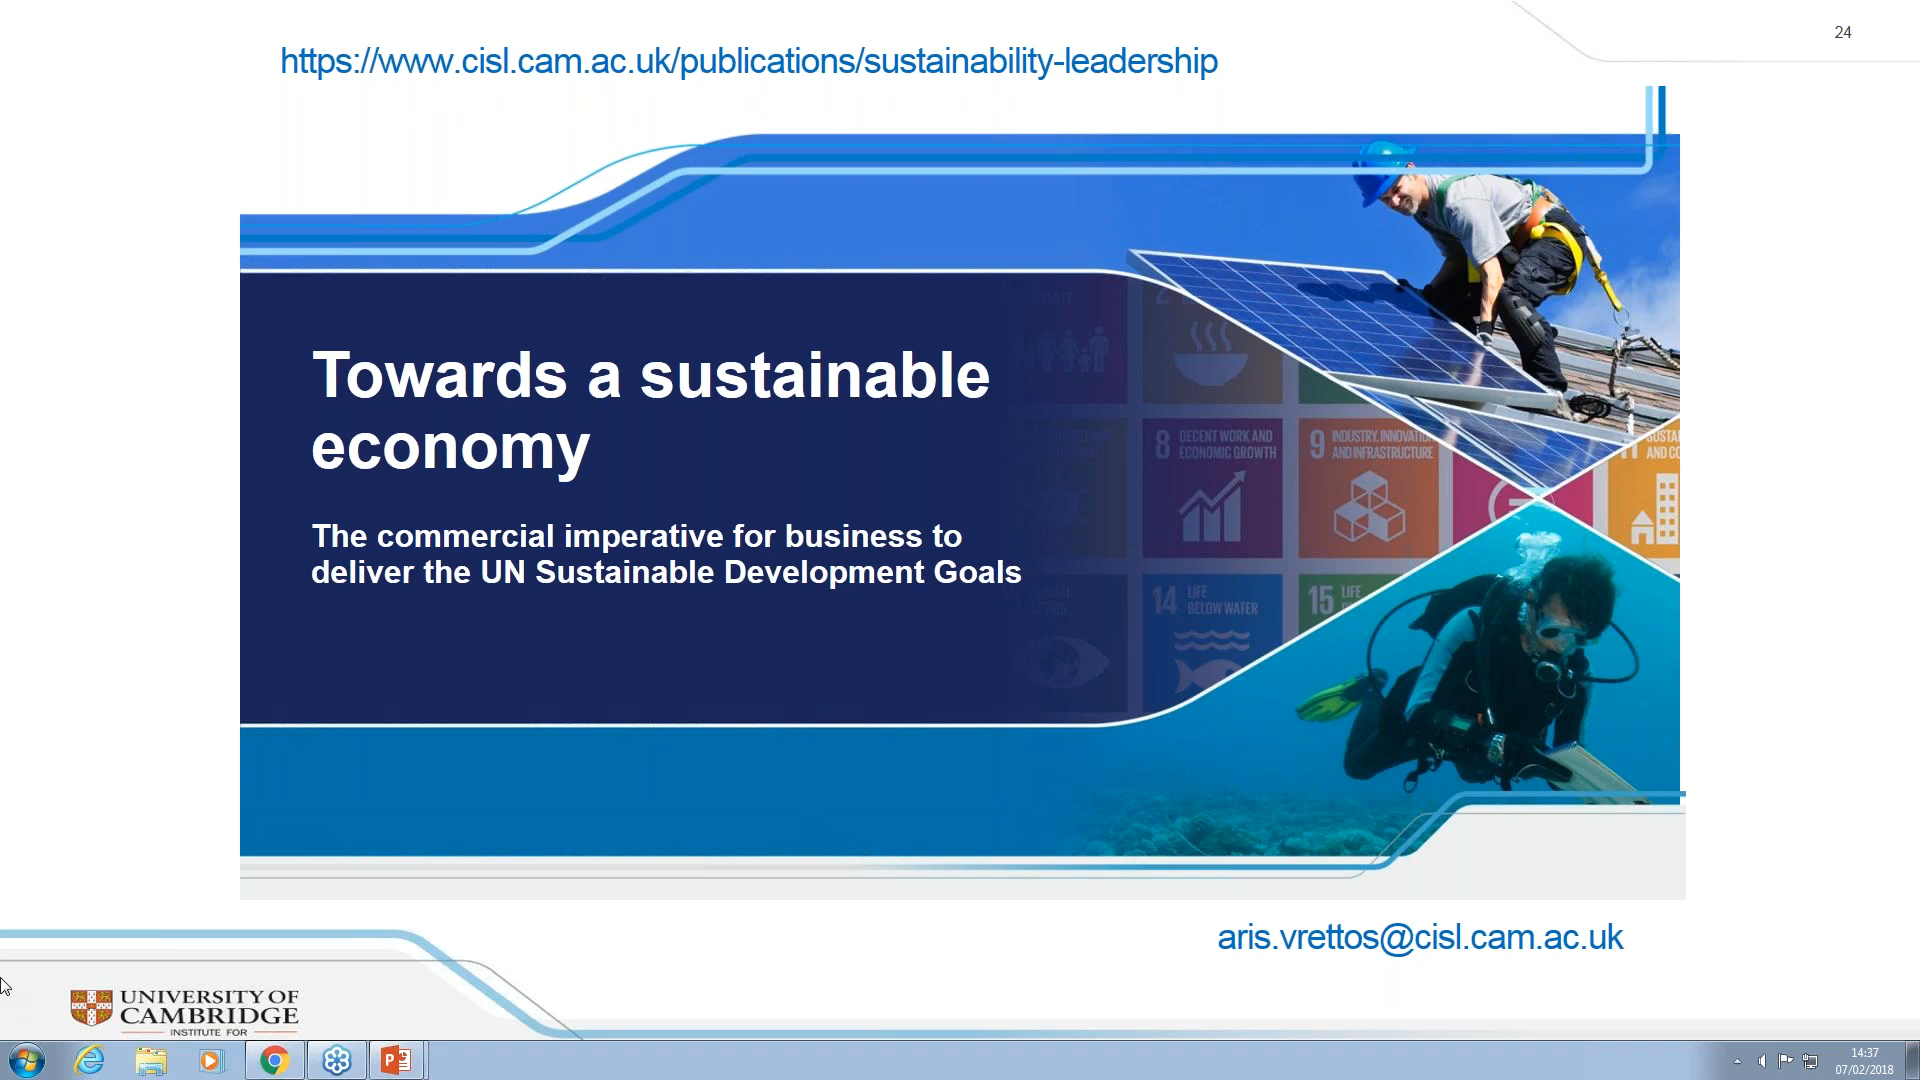 24
https://www.cisl.cam.ac.uk/publications/sustainability-leadership
Towards a sustainable
economy
The commercial imperative for business to
deliver the UN Sustainable Development Goals
2
8 DECENT WORK AND
ECONOMIC GROWTH
9 INDUSTRY, INNOVATION
AND INFRASTRUCTURE
11
AND
14 LIFE
BELOW WATER
15 LIFE
aris.vrettos@cisl.cam.ac.uk
UNIVERSITY OF
CAMBRIDGE
INSTITUTE FOR
14:37
07/02/2018